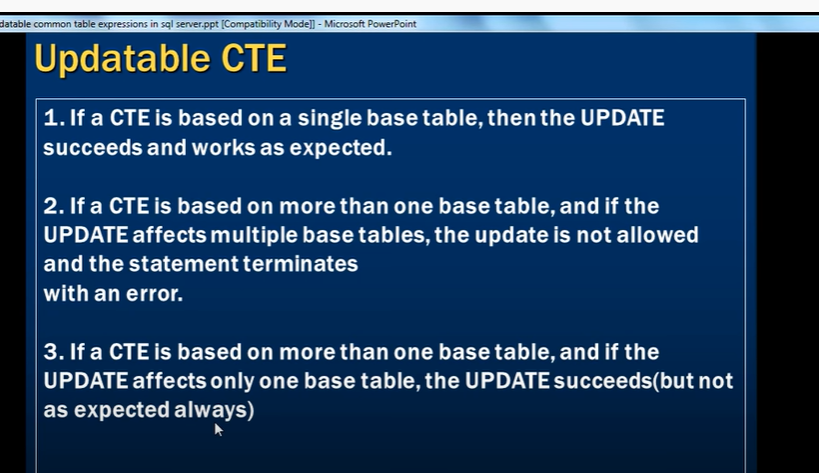 datable common table expressions in sql server.ppt [Compatibility Mode]] - Microsoft PowerPoint
Updatable CTE
1. If a CTE is based on a single base table, then the UPDATE
succeeds and works as expected.
2. If a CTE is based on more than one base table, and if the
UPDATE affects multiple base tables, the update is not allowed
and the statement terminates
with an error.
3. If a CTE is based on more than one base table, and if the
UPDATE affects only one base table, the UPDATE succeeds(but not
as expected always)